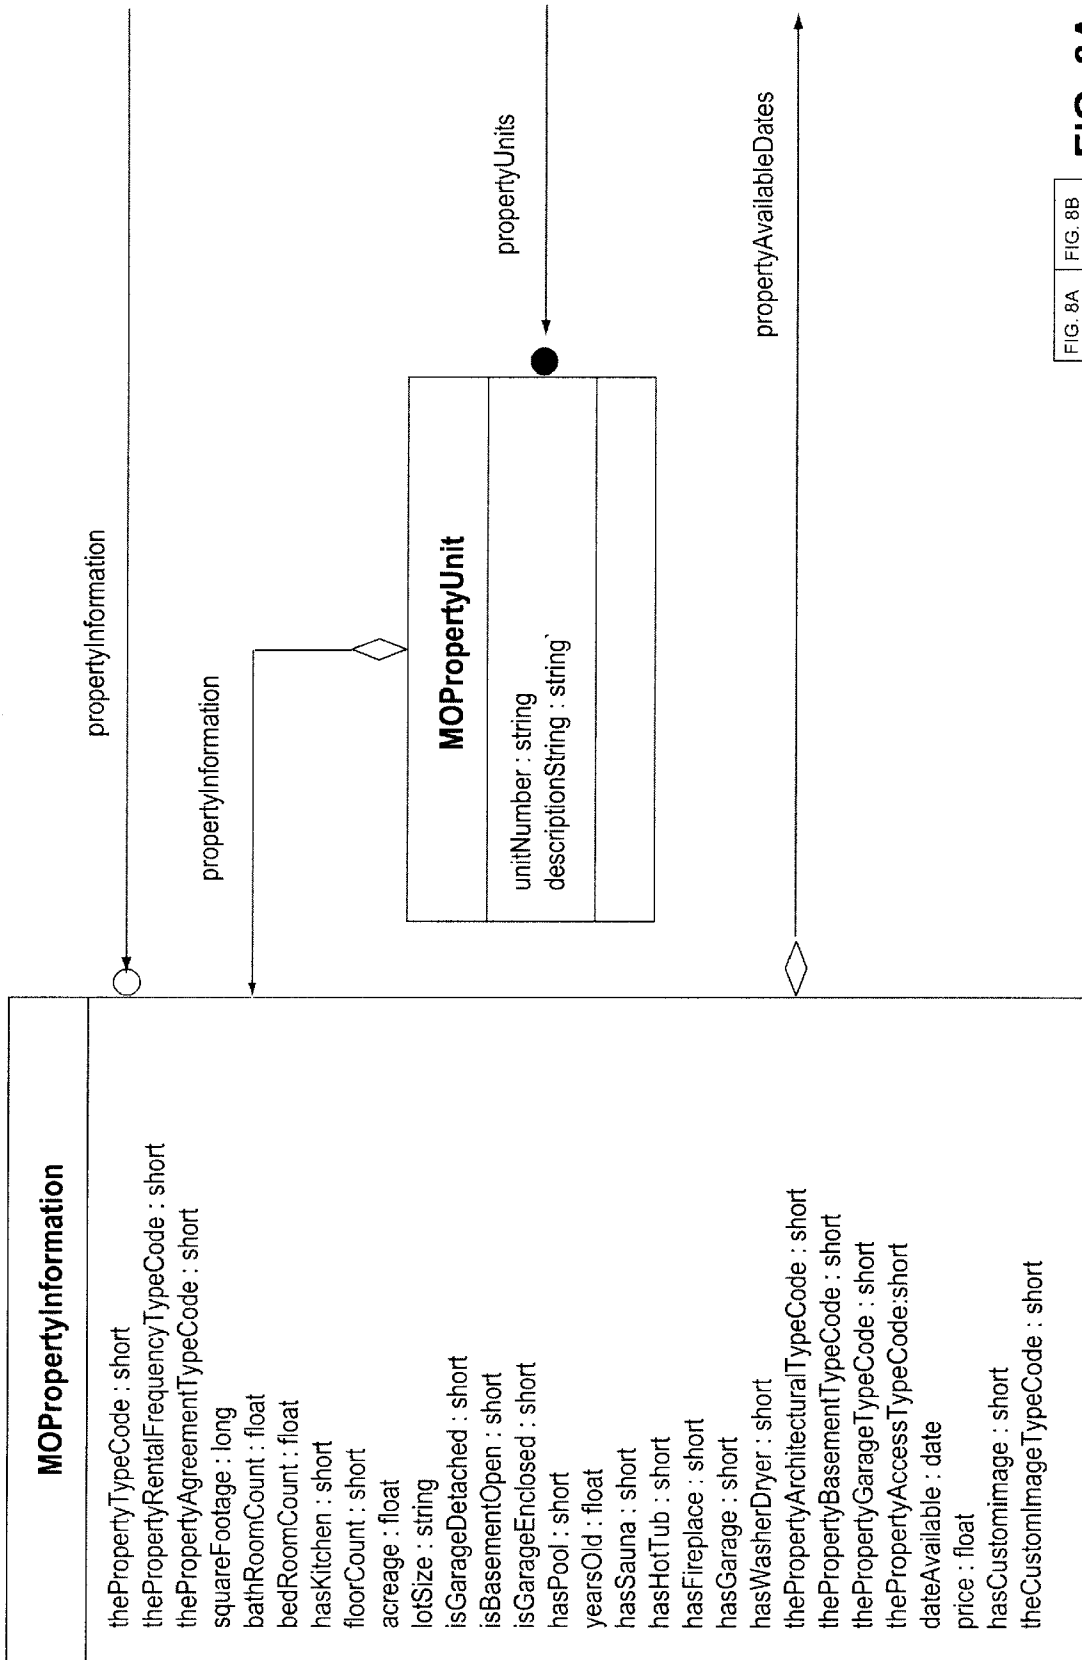 MOPropertyInformation
thePropertyTypeCode : short
thePropertyRentalFrequencyTypeCode : short
thePropertyAgreementTypeCode : short
squareFootage : long
bathRoomCount : float
bedRoomCount : float
hasKitchen : short
floorCount : short
acreage : float
lotSize : string
isGarageDetached : short
isBasementOpen : short
isGarageEnclosed : short
hasPool : short
yearsOld : float
hasSauna : short
hasHotTub : short
hasFireplace : short
hasGarage : short
hasWasherDryer : short
thePropertyArchitecturalTypeCode : short
thePropertyBasementTypeCode : short
thePropertyGarageTypeCode : short
thePropertyAccessTypeCode:short
dateAvailable : date
price : float
hasCustomimage : short
theCustomImageTypeCode : short
propertyInformation
propertyInformation
MOPropertyUnit
unitNumber : string
descriptionString : string`
propertyUnits
propertyAvailableDates
FIG. 8A FIG. 8B
FIG. 8A